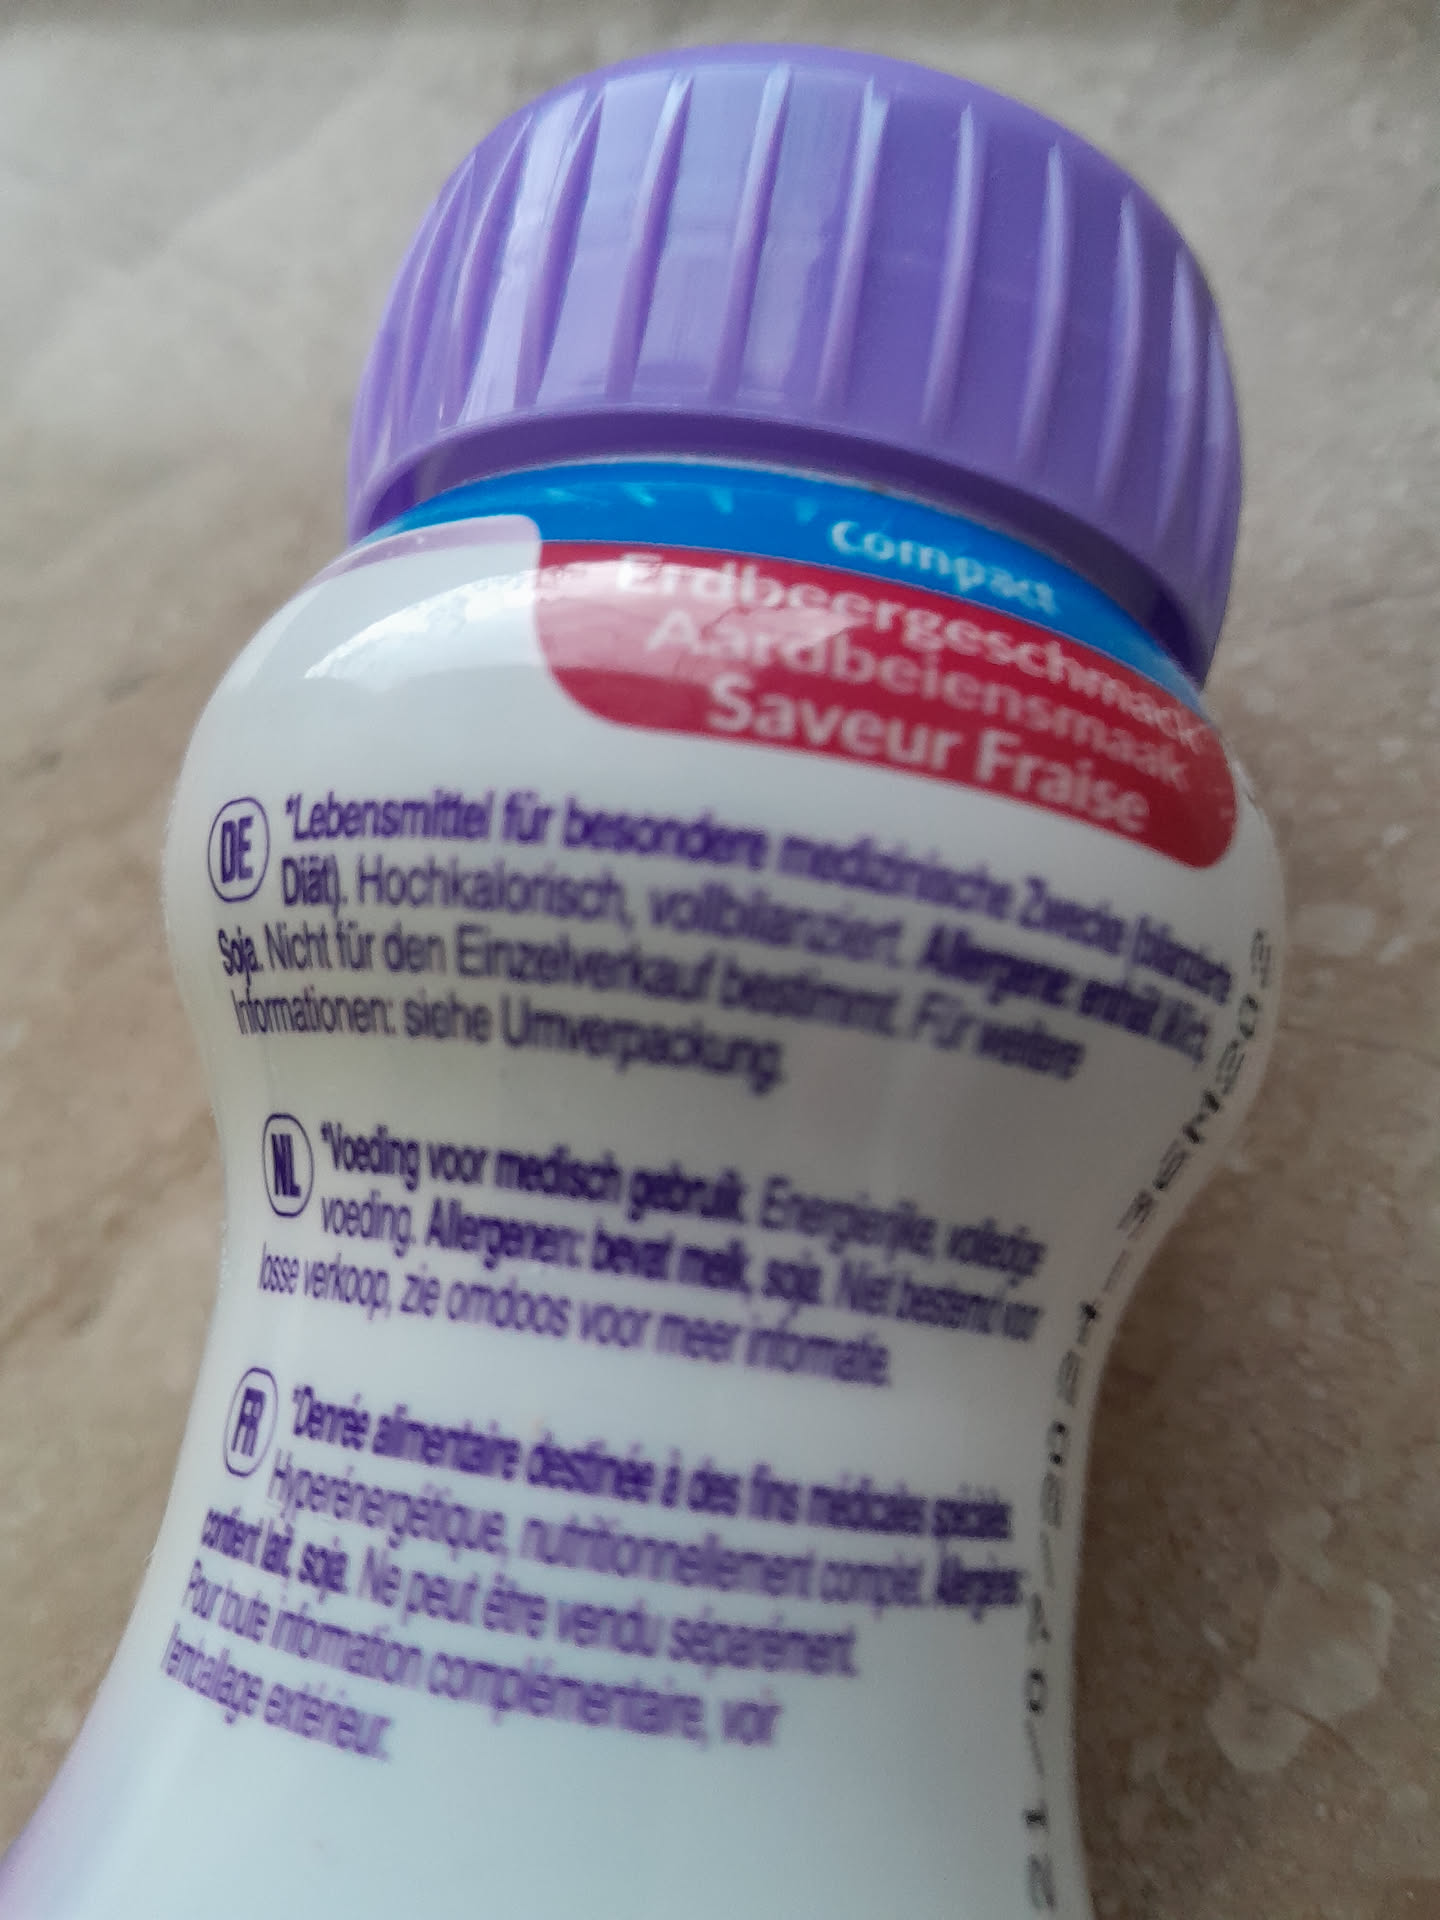 Compact
Erdbeergeschmack
Aardbeiensmaak
Saveur Fraise
DE *Lebensmittel für besondere medizinische Zwecke (bilanzierte
Diät). Hochkalorisch, vollbilanziert. Allergene: enthält Milch,
Soja. Nicht für den Einzelverkauf bestimmt. Für weitere
Informationen: siehe Umverpackung.
NL *Voeding voor medisch gebruik. Energierijke, volledige
voeding. Allergenen: bevat melk, soja. Niet bestemd voor
losse verkoop, zie omdoos voor meer informatie.
FR *Denrée alimentaire destinée à des fins médicales spéciales.
Hyperénergétique, nutritionnellement complet. Allergènes:
contient lait, soja. Ne peut être vendu séparément.
Pour toute information complémentaire, voir
l'emballage extérieur.